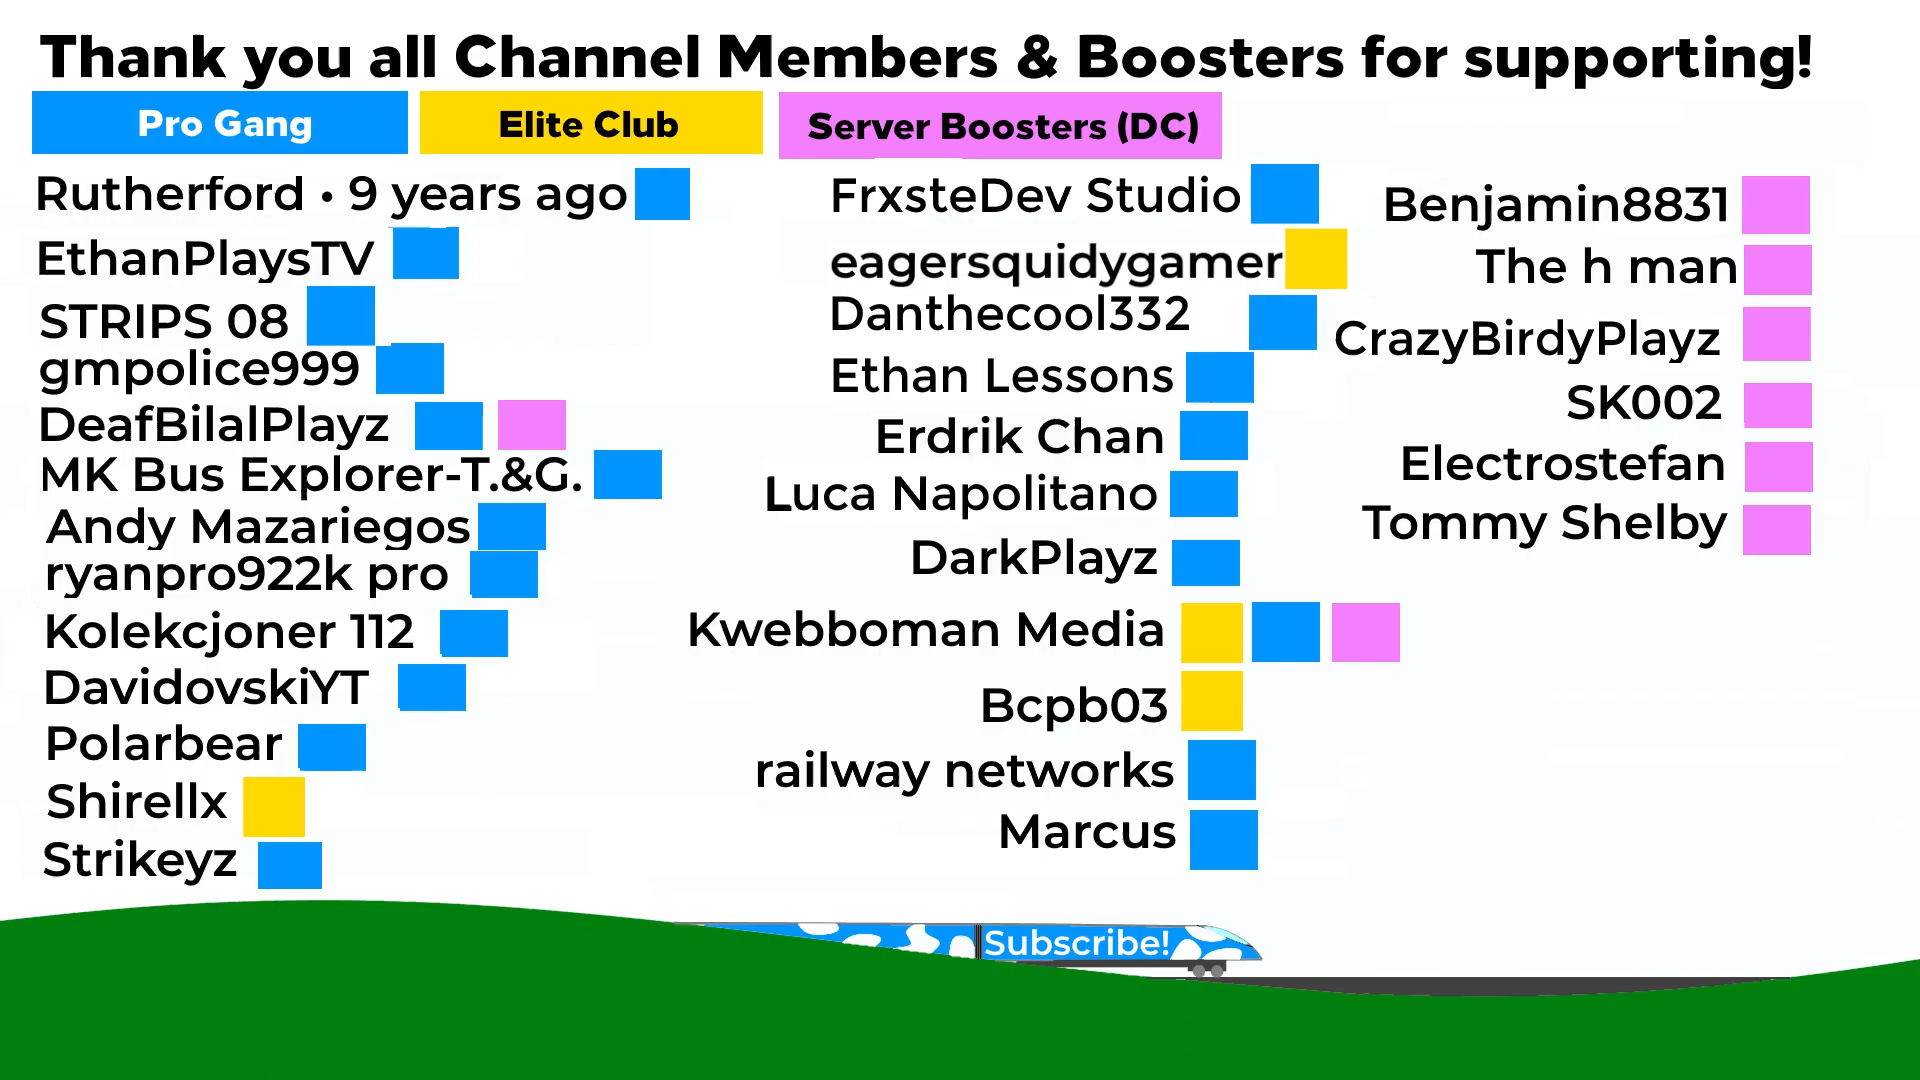 Thank you all Channel Members & Boosters for supporting!
Pro Gang
Elite Club
Server Boosters (DC)
Rutherford • 9 years ago
EthanPlaysTV
STRIPS 08
gmpolice999
DeafBilalPlayz
MK Bus Explorer-T.&G.
Andy Mazariegos
ryanpro922k pro
Kolekcjoner 112
DavidovskiYT
Polarbear
Shirellx
Strikeyz
FrxsteDev Studio
eagersquidygamer
Danthecool332
Ethan Lessons
Erdrik Chan
Luca Napolitano
DarkPlayz
Kwebboman Media
Bcpb03
railway networks
Marcus
Benjamin8831
The h man
CrazyBirdyPlayz
SK002
Electrostefan
Tommy Shelby
Subscribe!